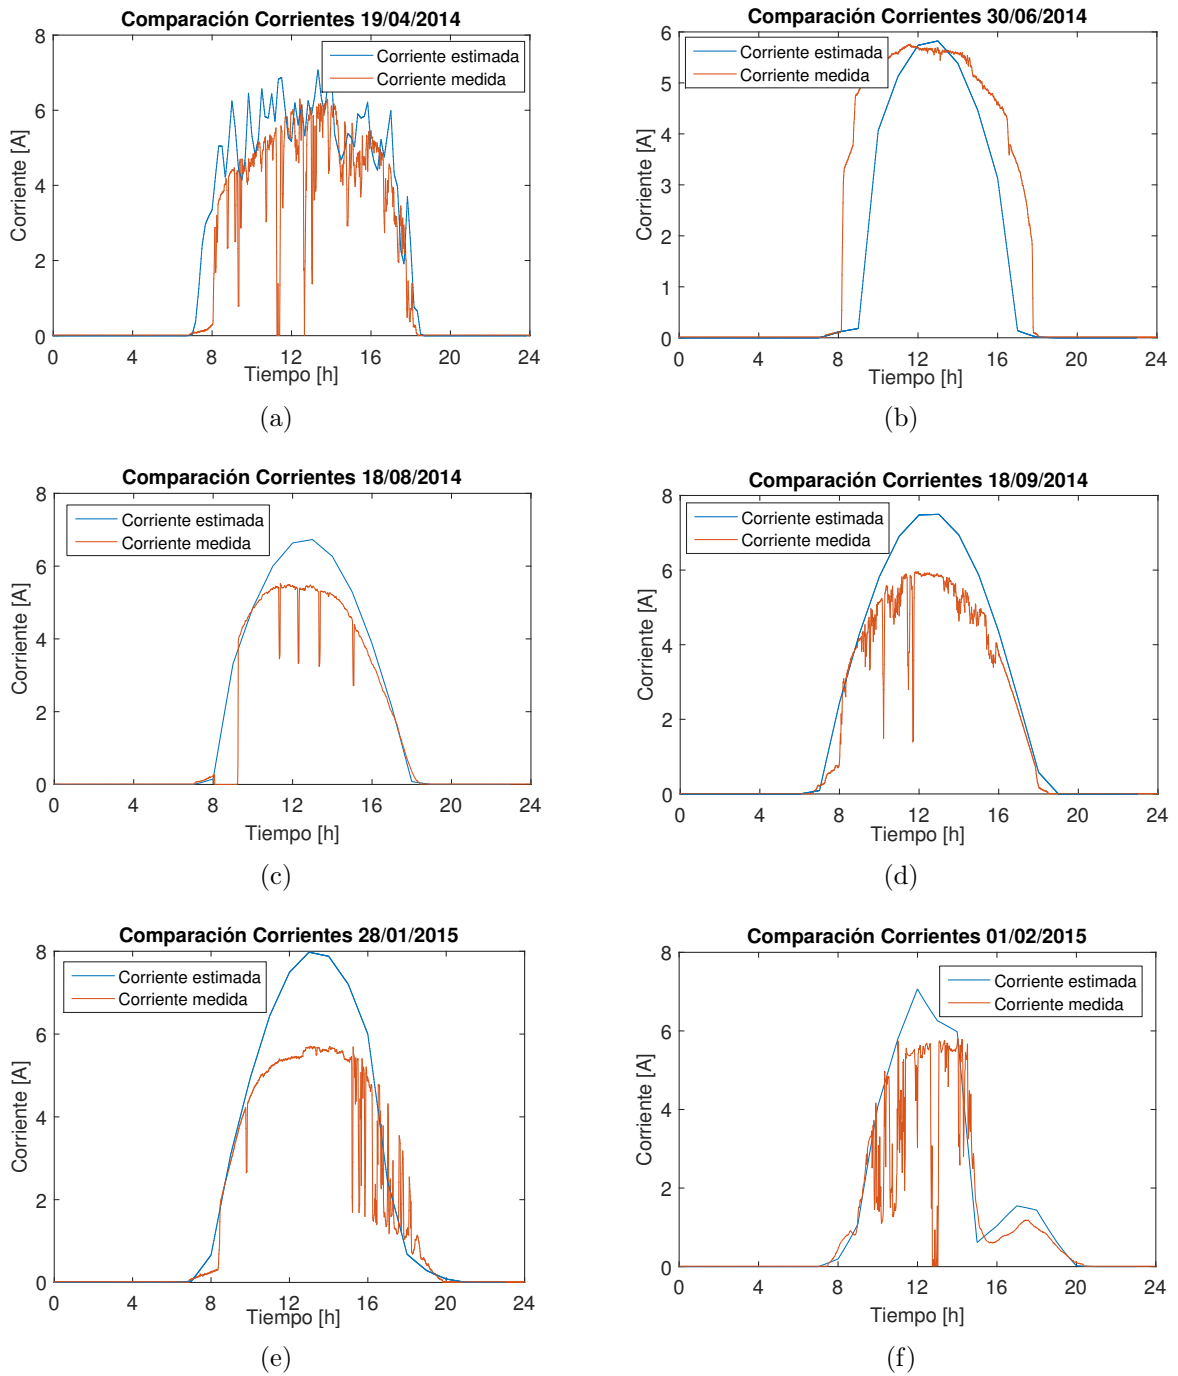 Comparación Corrientes 19/04/2014
Corriente [A]
8
6
4
2
0
Corriente estimada
Corriente medida
0 4 8 12 16 20 24
Tiempo [h]
(a)
Comparación Corrientes 30/06/2014
Corriente [A]
6
5
4
3
2
1
0
Corriente estimada
Corriente medida
0 4 8 12 16 20 24
Tiempo [h]
(b)
Comparación Corrientes 18/08/2014
Corriente [A]
8
6
4
2
0
Corriente estimada
Corriente medida
0 4 8 12 16 20 24
Tiempo [h]
(c)
Comparación Corrientes 18/09/2014
Corriente [A]
8
6
4
2
0
Corriente estimada
Corriente medida
0 4 8 12 16 20 24
Tiempo [h]
(d)
Comparación Corrientes 28/01/2015
Corriente [A]
8
6
4
2
0
Corriente estimada
Corriente medida
0 4 8 12 16 20 24
Tiempo [h]
(e)
Comparación Corrientes 01/02/2015
Corriente [A]
8
6
4
2
0
Corriente estimada
Corriente medida
0 4 8 12 16 20 24
Tiempo [h]
(f)